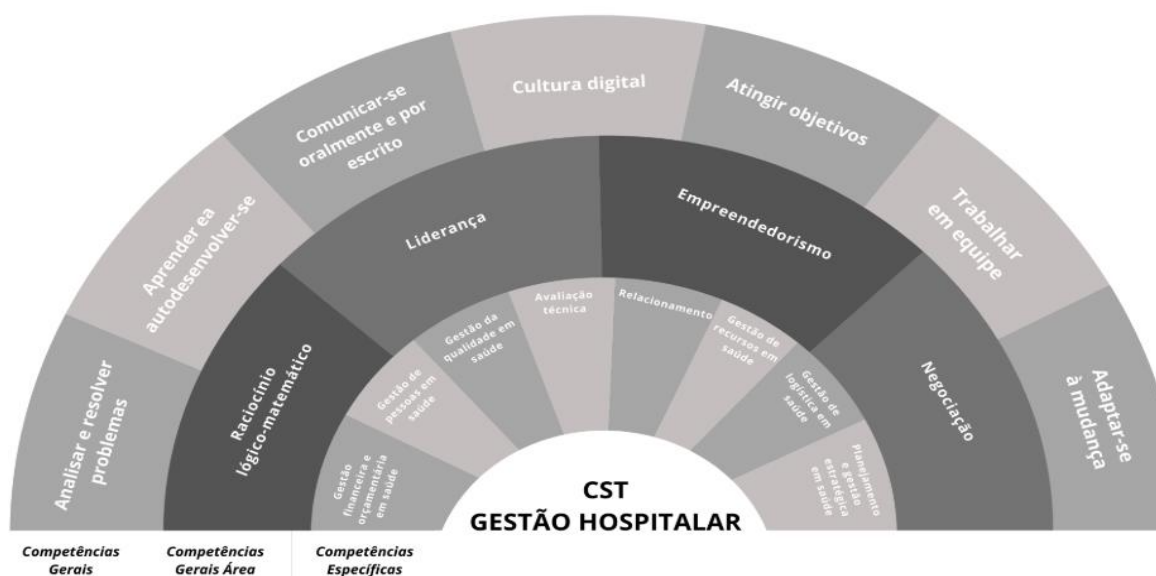 Analisar e resolver
problemas
Aprender ea
autodesenvolver-se
Comunicar-se
oralmente e por
escrito
Cultura digital
Atingir objetivos
Trabalhar
em equipe
Adaptar-se
à mudança
Raciocínio
lógico-matemático
Liderança
Empreendedorismo
Negociação
Gestão
financeira e
orçamentária
em saúde
Gestão de
pessoas em
saúde
Gestão da
qualidade em
saúde
Avaliação
técnica
Relacionamento
Gestão de
recursos em
saúde
Gestão de
logística em
saúde
Planejamento
e gestão
estratégica
em saúde
CST
GESTÃO HOSPITALAR
Competências
Gerais
Competências
Gerais Área
Competências
Específicas